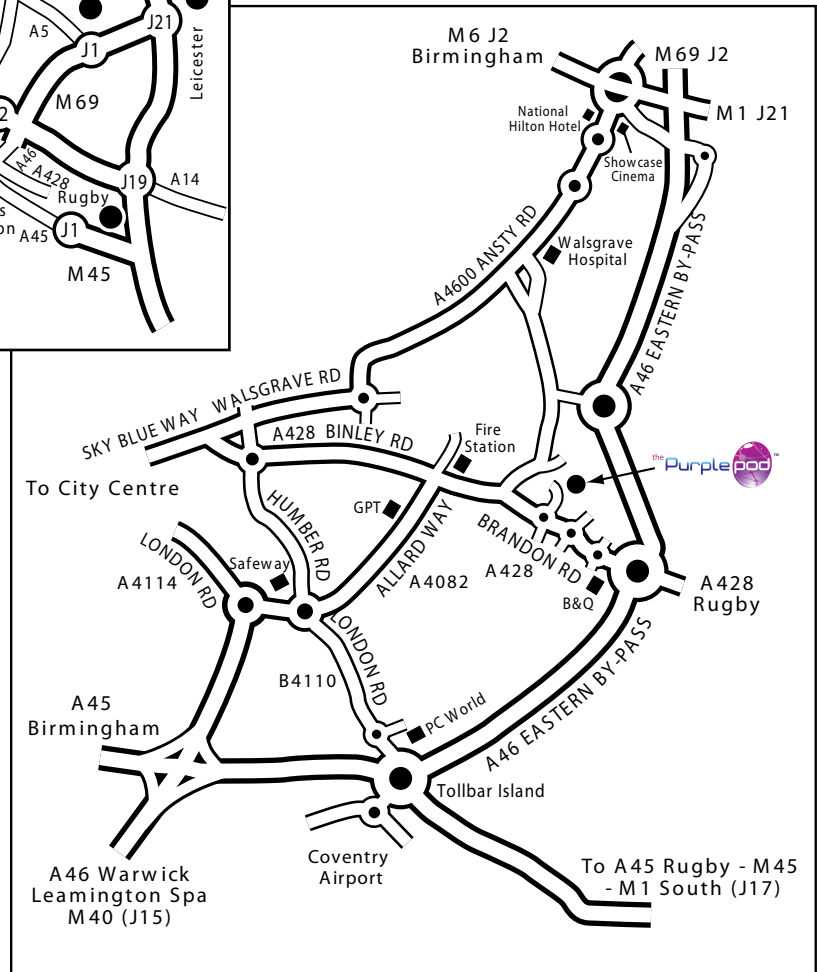 A5
J21
J1
Leicester
M69
2
A46
A428
J19
A14
Rugby
s
on
A45
J1
M45
M6 J2
Birmingham
M69 J2
M1 J21
National
Hilton Hotel
Showcase
Cinema
A4600 ANSTY RD
Walsgrave
Hospital
A46 EASTERN BY-PASS
SKY BLUE WAY
WALSGRAVE RD
A428 BINLEY RD
Fire
Station
the Purple pod™
To City Centre
GPT
HUMBER RD
ALLARD WAY
BRANDON RD
LONDON RD
Safeway
A4114
A4082
A428
B&Q
A428
Rugby
LONDON RD
B4110
A45
Birmingham
PC World
A46 EASTERN BY-PASS
Tollbar Island
Coventry
Airport
A46 Warwick
Leamington Spa
M40 (J15)
To A45 Rugby - M45
- M1 South (J17)